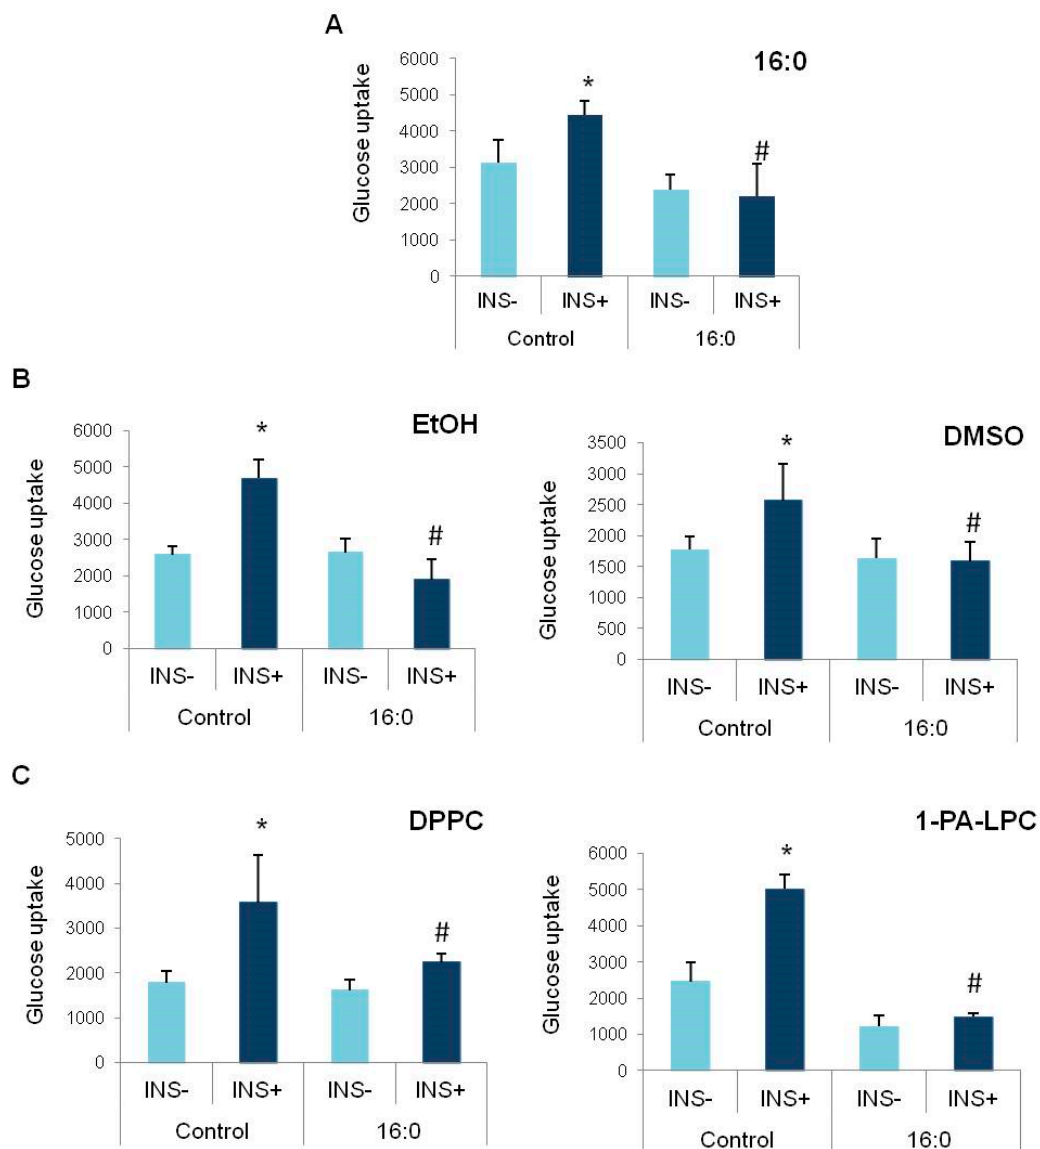 A
16:0
Glucose uptake
6000
5000
4000
3000
2000
1000
0
*
#
INS- INS+ INS- INS+
Control 16:0
B
EtOH
Glucose uptake
6000
5000
4000
3000
2000
1000
0
*
#
INS- INS+ INS- INS+
Control 16:0
DMSO
Glucose uptake
3500
3000
2500
2000
1500
1000
500
0
*
#
INS- INS+ INS- INS+
Control 16:0
C
DPPC
Glucose uptake
5000
4000
3000
2000
1000
0
*
#
INS- INS+ INS- INS+
Control 16:0
1-PA-LPC
Glucose uptake
6000
5000
4000
3000
2000
1000
0
*
#
INS- INS+ INS- INS+
Control 16:0